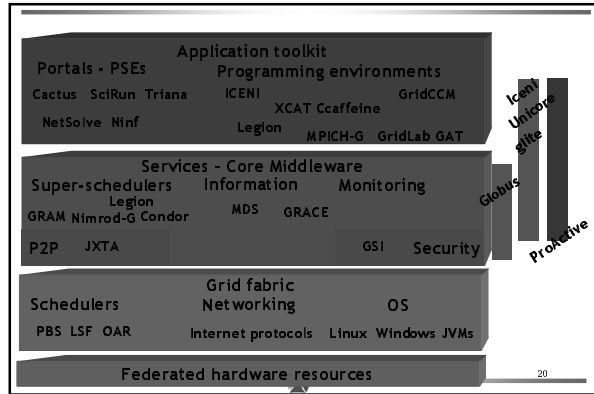 Application toolkit
Portals - PSEs
Programming environments
Cactus SciRun Triana
ICENI
GridCCM
XCAT Ccaffeine
NetSolve Ninf
Legion
MPICH-G GridLab GAT
Services - Core Middleware
Super-schedulers Information Monitoring
Legion
GRAM Nimrod-G Condor
MDS GRACE
P2P JXTA
GSI Security
Grid fabric
Schedulers Networking OS
PBS LSF OAR
Internet protocols
Linux Windows JVMs
Federated hardware resources
Iceni
Unicore
glite
Globus
ProActive
20